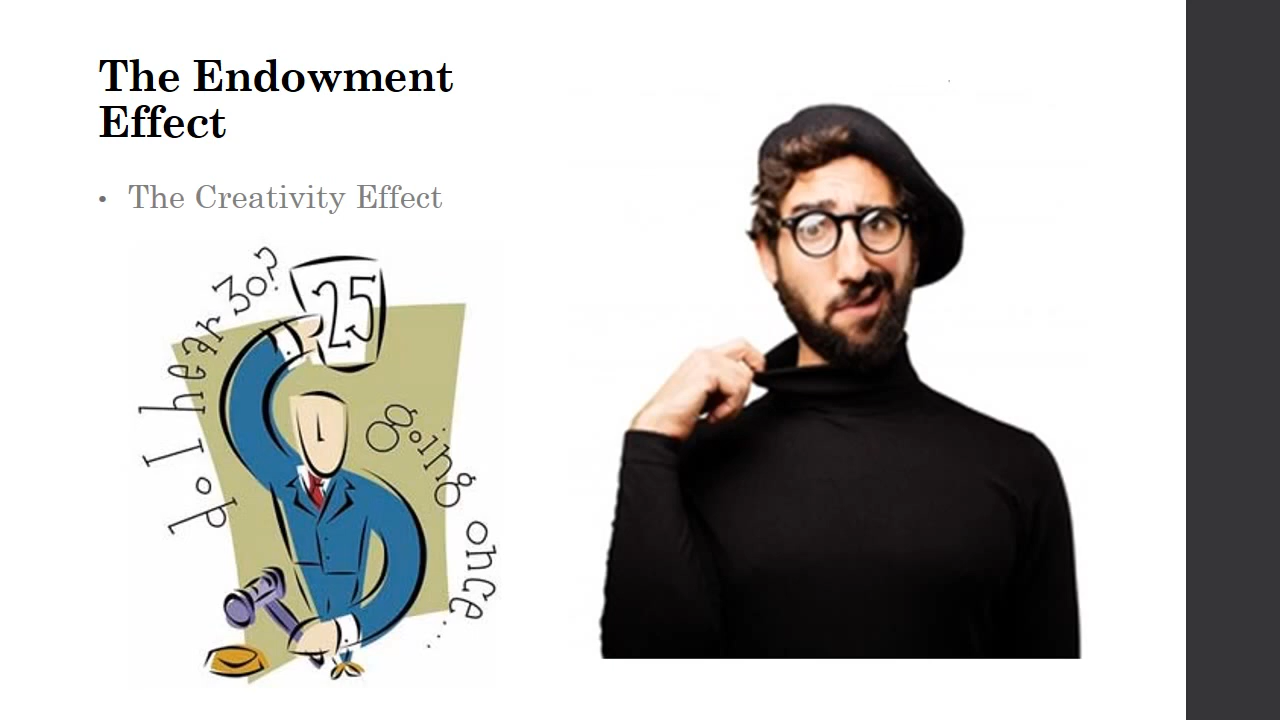 The Endowment
Effect
• The Creativity Effect
do I hear 30?
25
going once...